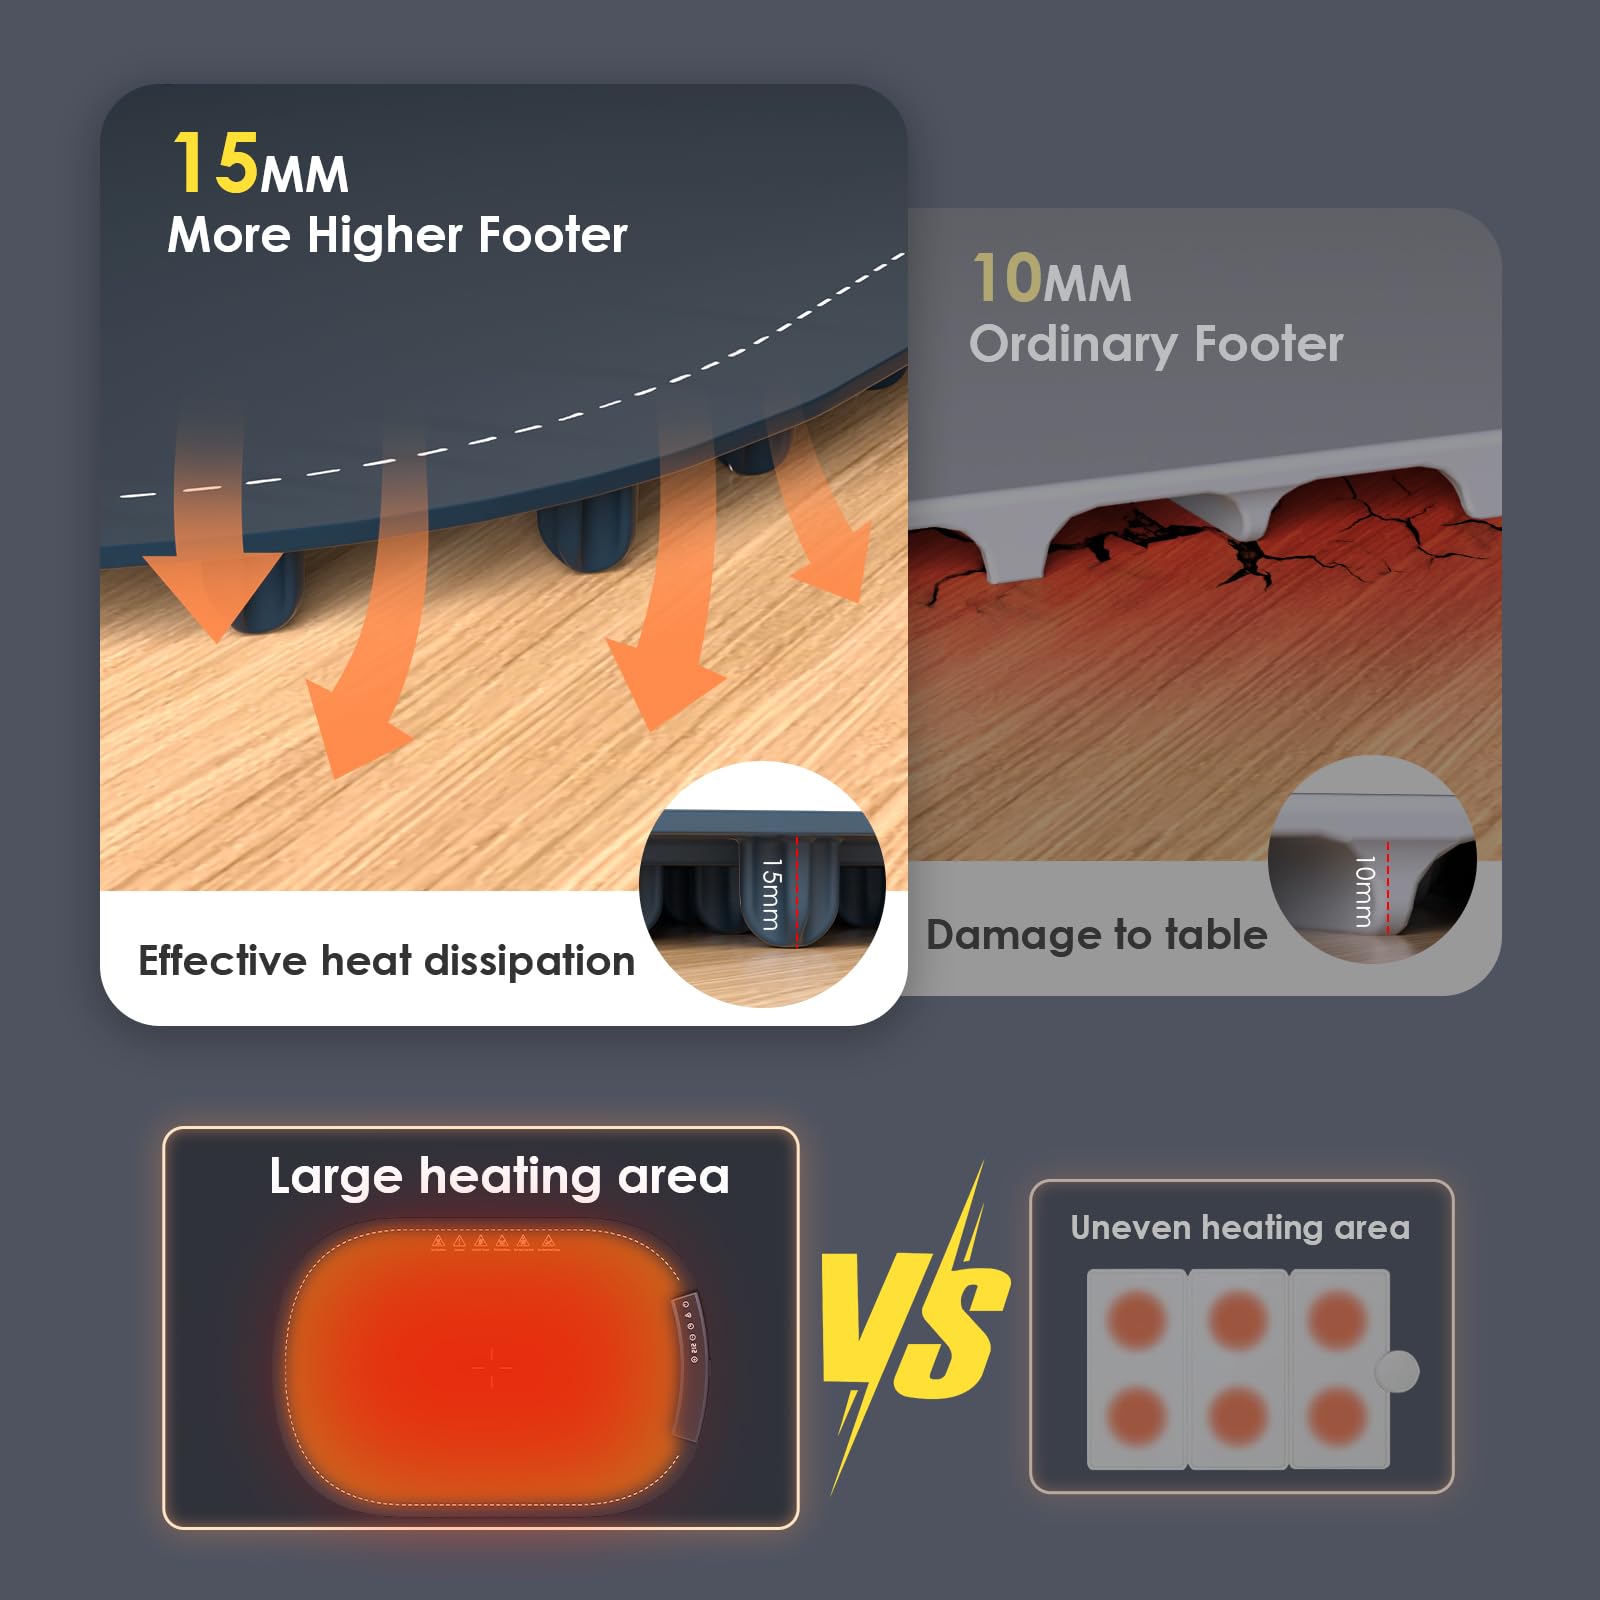 15MM
More Higher Footer
10MM
Ordinary Footer
15mm
Effective heat dissipation
10mm
Damage to table
Large heating area
VS
Uneven heating area